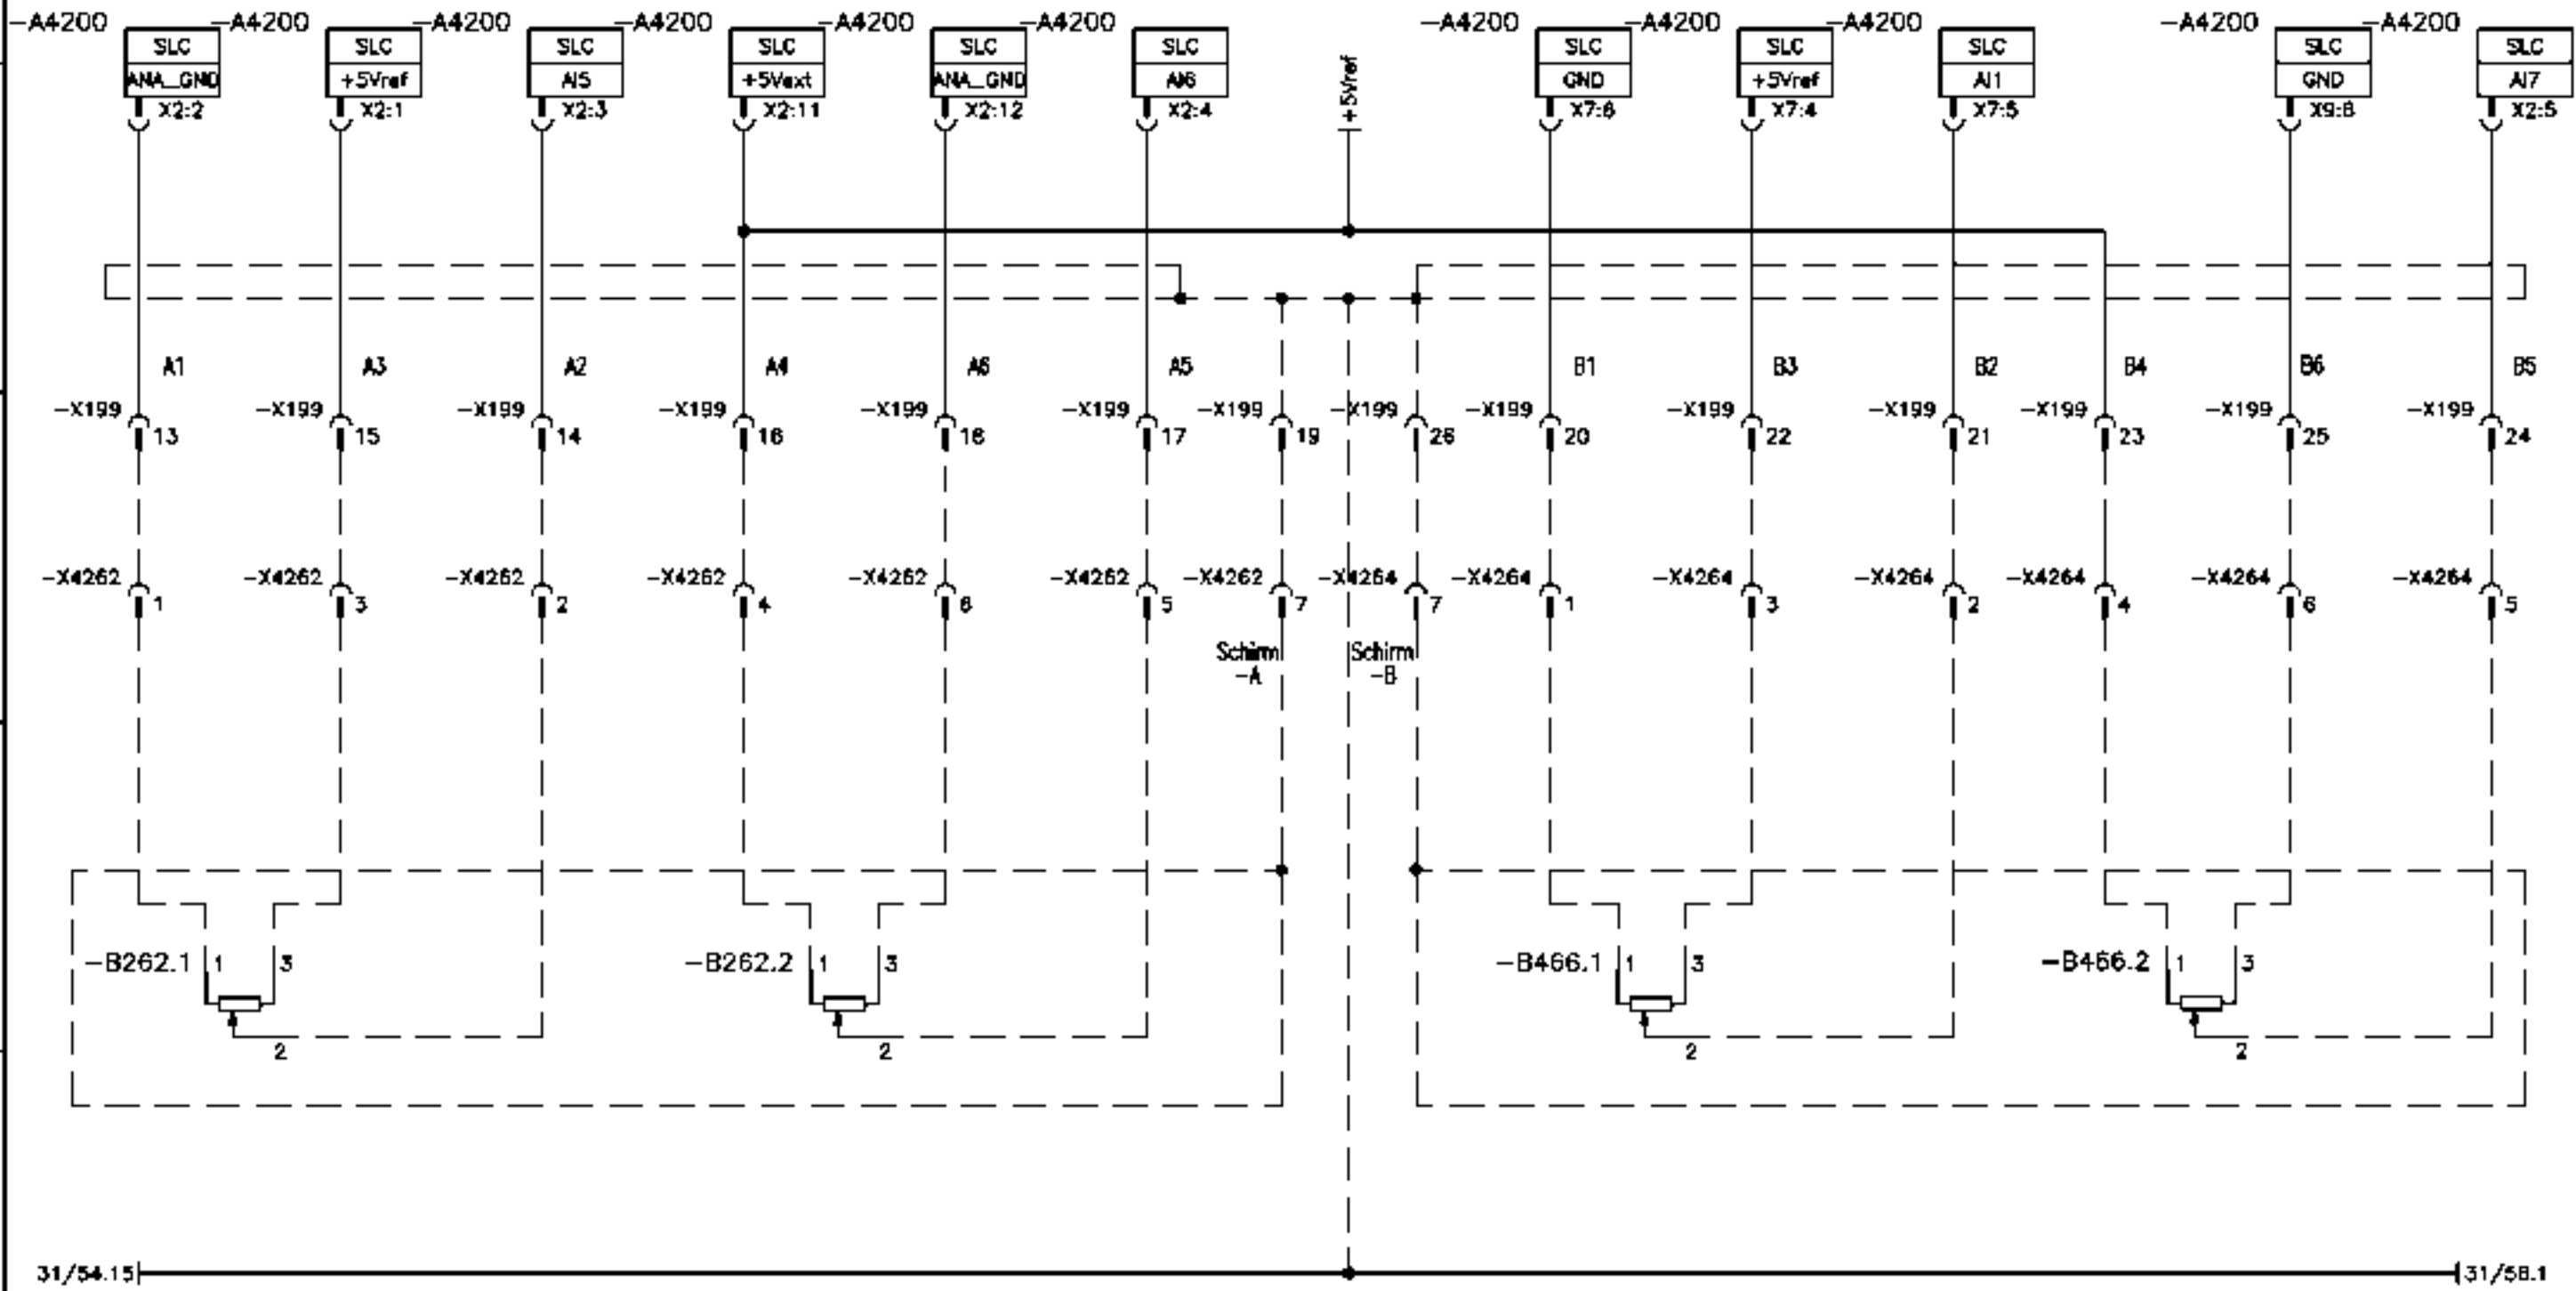 -A4200 -A4200 -A4200 -A4200 -A4200 -A4200 -A4200 -A4200 -A4200 -A4200 -A4200
SLC SLC SLC SLC SLC SLC SLC SLC SLC SLC SLC
ANA_GND +5Vref AI5 +5Vext ANA_GND AI6 GND +5Vref AI1 GND AI7
X2:2 X2:1 X2:3 X2:11 X2:12 X2:4 +5Vref X7:6 X7:4 X7:5 X9:8 X2:5
A1 A3 A2 A4 A6 A5 B1 B3 B2 B4 B6 B5
-X199 -X199 -X199 -X199 -X199 -X199 -X199 -X199 -X199 -X199 -X199 -X199 -X199 -X199
13 15 14 16 18 17 19 26 20 22 21 23 25 24
-X4262 -X4262 -X4262 -X4262 -X4262 -X4262 -X4262 -X4264 -X4264 -X4264 -X4264 -X4264 -X4264 -X4264
1 3 2 4 6 5 7 7 1 3 2 4 6 5
Schirm Schirm
-A -B
-B262.1 1 3 -B262.2 1 3 -B466.1 1 3 -B466.2 1 3
2 2 2 2
31/54.15 31/58.1